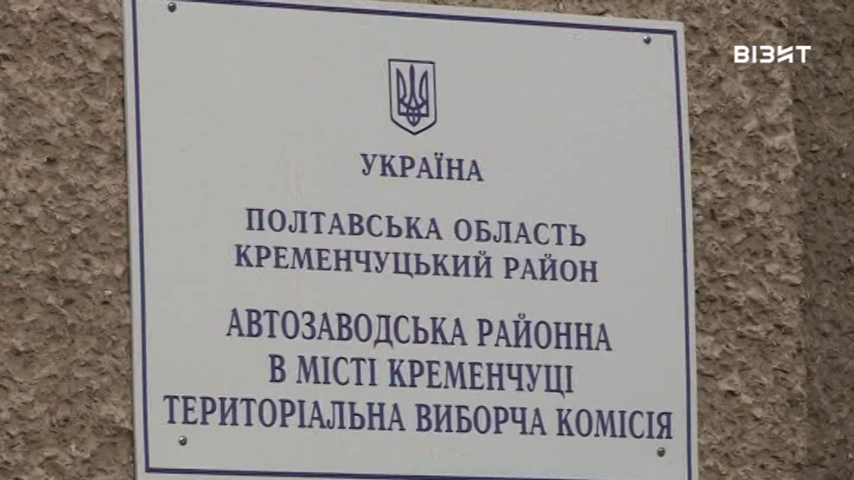 ВІЗИТ
УКРАЇНА
ПОЛТАВСЬКА ОБЛАСТЬ
КРЕМЕНЧУЦЬКИЙ РАЙОН
АВТОЗАВОДСЬКА РАЙОННА
В МІСТІ КРЕМЕНЧУЦІ
ТЕРИТОРІАЛЬНА ВИБОРЧА КОМІСІЯ